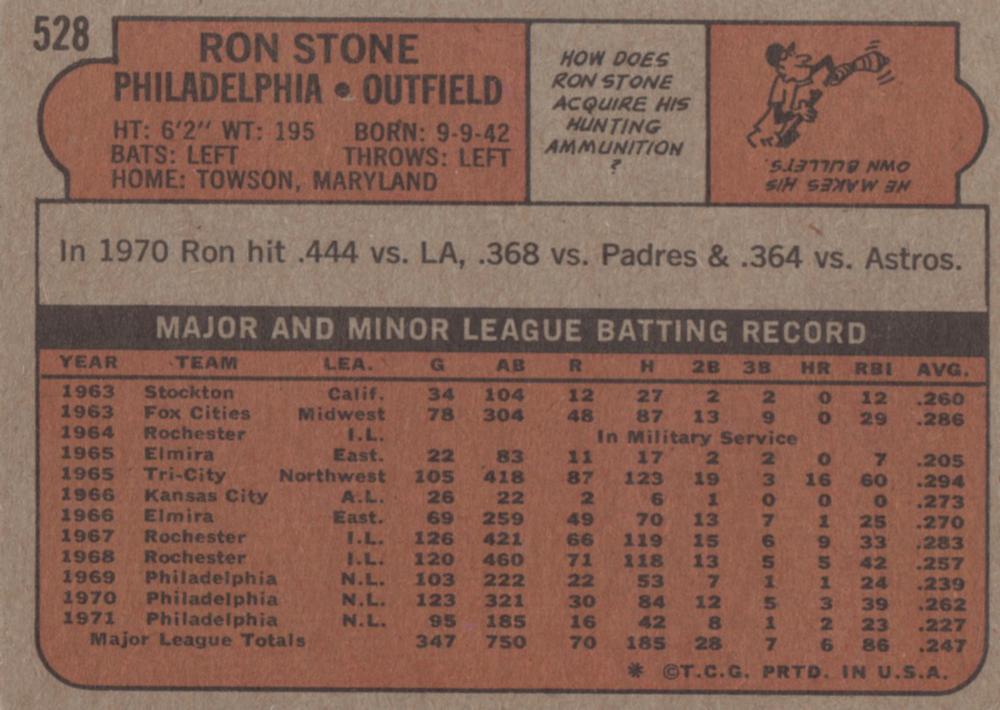 528
RON STONE
PHILADELPHIA • OUTFIELD
HT: 6'2" WT: 195 BORN: 9-9-42
BATS: LEFT THROWS: LEFT
HOME: TOWSON, MARYLAND
HOW DOES
RON STONE
ACQUIRE HIS
HUNTING
AMMUNITION
?
HE MAKES HIS
OWN BULLETS.
In 1970 Ron hit .444 vs. LA, .368 vs. Padres & .364 vs. Astros.
MAJOR AND MINOR LEAGUE BATTING RECORD
YEAR TEAM LEA. G AB R H 2B 3B HR RBI AVG.
1963 Stockton Calif. 34 104 12 27 2 2 0 12 .260
1963 Fox Cities Midwest 78 304 48 87 13 9 0 29 .286
1964 Rochester I.L. In Military Service
1965 Elmira East. 22 83 11 17 2 2 0 7 .205
1965 Tri-City Northwest 105 418 87 123 19 3 16 60 .294
1966 Kansas City A.L. 26 22 2 6 1 0 0 0 .273
1966 Elmira East. 69 259 49 70 13 7 1 25 .270
1967 Rochester I.L. 126 421 66 119 15 6 9 33 .283
1968 Rochester I.L. 120 460 71 118 13 5 5 42 .257
1969 Philadelphia N.L. 103 222 22 53 7 1 1 24 .239
1970 Philadelphia N.L. 123 321 30 84 12 5 3 39 .262
1971 Philadelphia N.L. 95 185 16 42 8 1 2 23 .227
Major League Totals 347 750 70 185 28 7 6 86 .247
* ©T.C.G. PRTD. IN U.S.A.